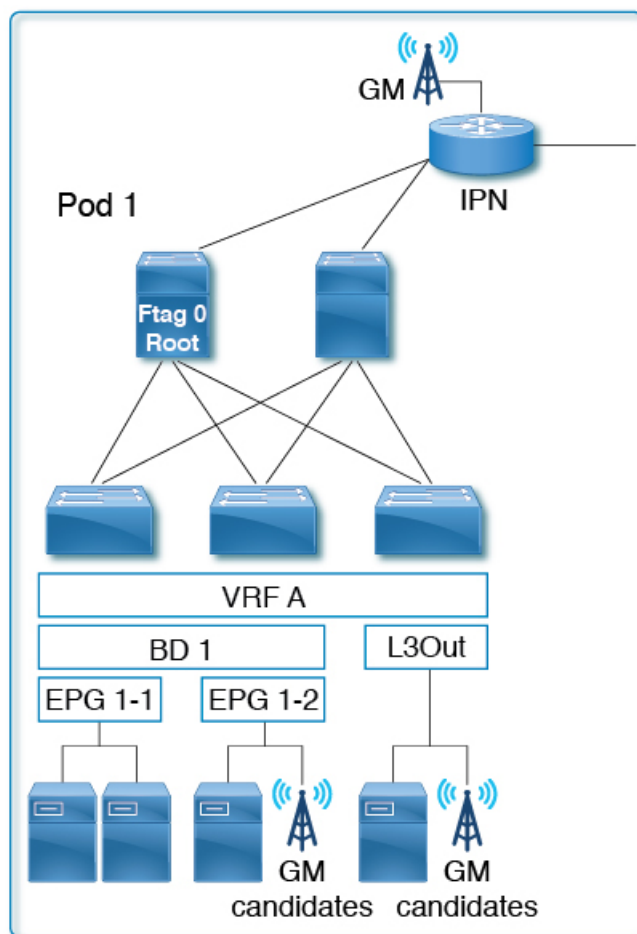 GM
IPN
Pod 1
Ftag 0
Root
VRF A
BD 1
L3Out
EPG 1-1
EPG 1-2
GM
candidates
GM
candidates